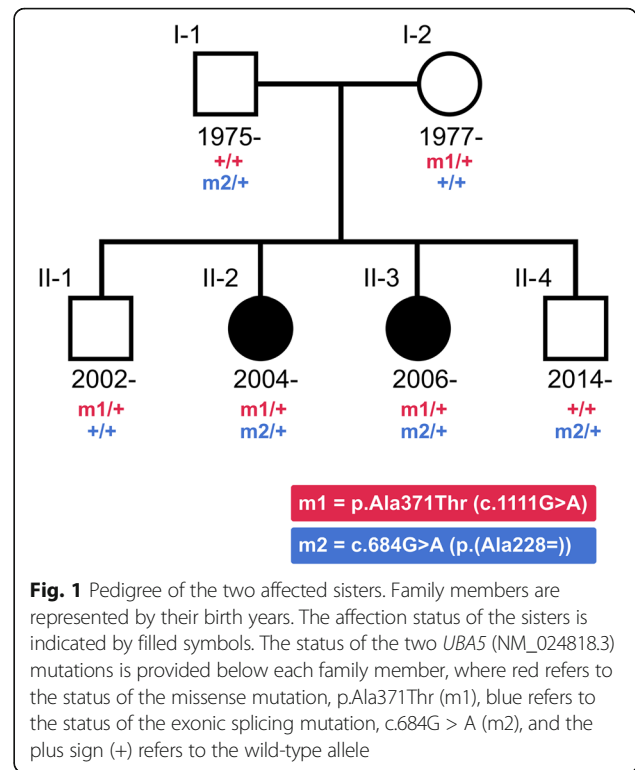 I-1 I-2
1975- 1977-
+/+ m1/+
m2/+ +/+
II-1 II-2 II-3 II-4
2002- 2004- 2006- 2014-
m1/+ m1/+ m1/+ +/+
+/+ m2/+ m2/+ m2/+
m1 = p.Ala371Thr (c.1111G>A)
m2 = c.684G>A (p.(Ala228=))
Fig. 1 Pedigree of the two affected sisters. Family members are
represented by their birth years. The affection status of the sisters is
indicated by filled symbols. The status of the two UBA5 (NM_024818.3)
mutations is provided below each family member, where red refers to
the status of the missense mutation, p.Ala371Thr (m1), blue refers to
the status of the exonic splicing mutation, c.684G > A (m2), and the
plus sign (+) refers to the wild-type allele